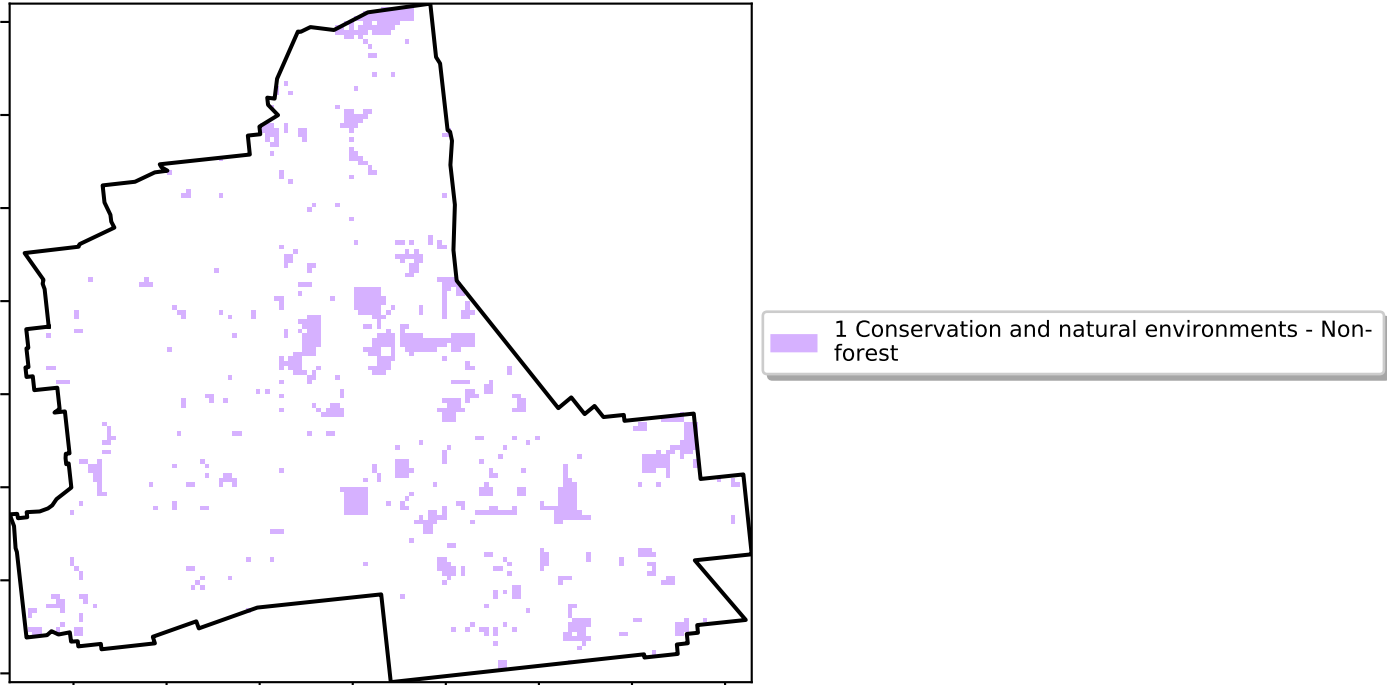 1 Conservation and natural environments - Non-
forest